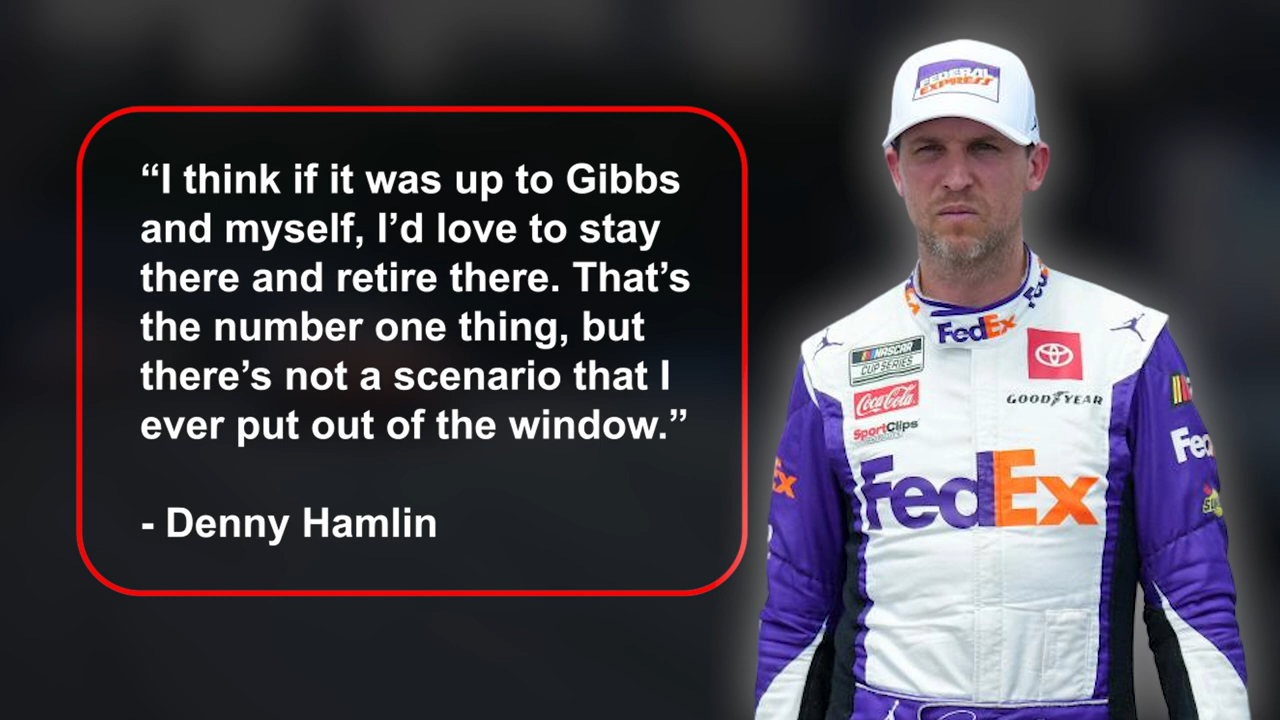 “I think if it was up to Gibbs
and myself, I’d love to stay
there and retire there. That’s
the number one thing, but
there’s not a scenario that I
ever put out of the window.”
- Denny Hamlin
FEDERAL
EXPRESS
FedEx
NASCAR
CUP SERIES
Coca-Cola
SportClips
TOYOTA
GOODYEAR
FedEx